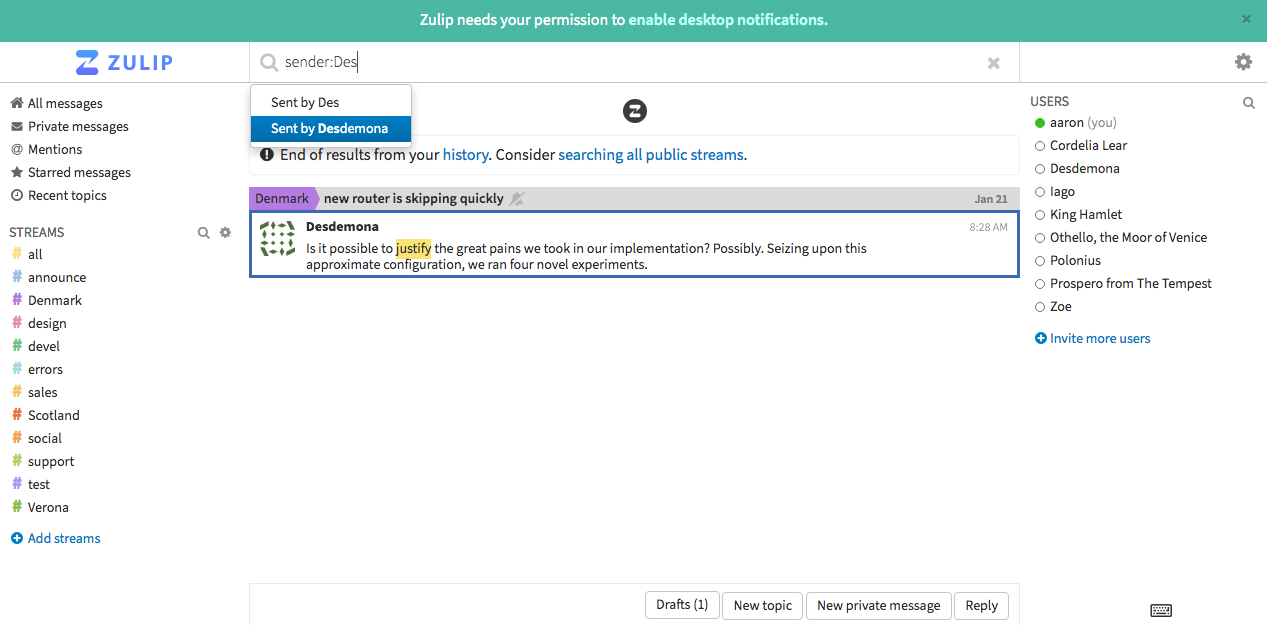 Zulip needs your permission to enable desktop notifications.
×
ZULIP
sender:Des
Sent by Des
Sent by Desdemona
End of results from your history. Consider searching all public streams.
All messages
Private messages
@ Mentions
Starred messages
Recent topics
STREAMS
# all
# announce
# Denmark
# design
# devel
# errors
# sales
# Scotland
# social
# support
# test
# Verona
Add streams
Denmark new router is skipping quickly Jan 21
Desdemona 8:28 AM
Is it possible to justify the great pains we took in our implementation? Possibly. Seizing upon this
approximate configuration, we ran four novel experiments.
Drafts (1) New topic New private message Reply
USERS
aaron (you)
Cordelia Lear
Desdemona
Iago
King Hamlet
Othello, the Moor of Venice
Polonius
Prospero from The Tempest
Zoe
Invite more users